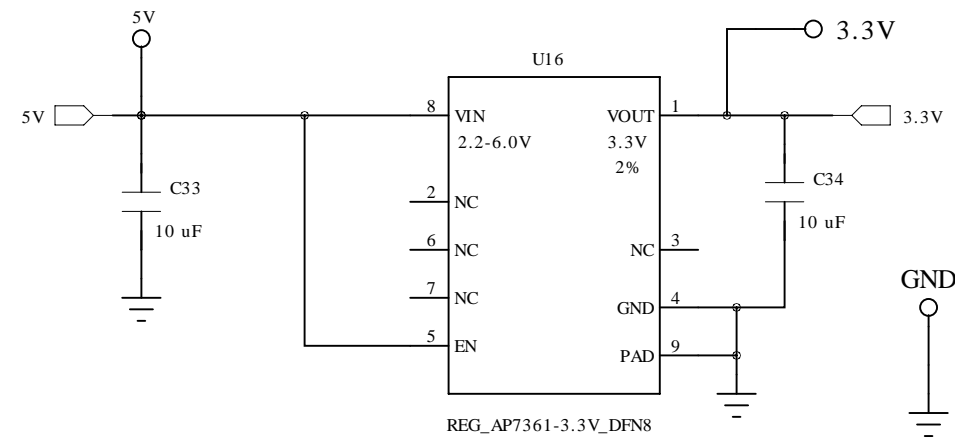 5V
3.3V
U16
5V
8
VIN
VOUT
1
3.3V
2.2-6.0V
3.3V
2%
C33
10 uF
C34
10 uF
2
NC
6
NC
NC
3
7
NC
GND
4
GND
5
EN
PAD
9
REG_AP7361-3.3V_DFN8